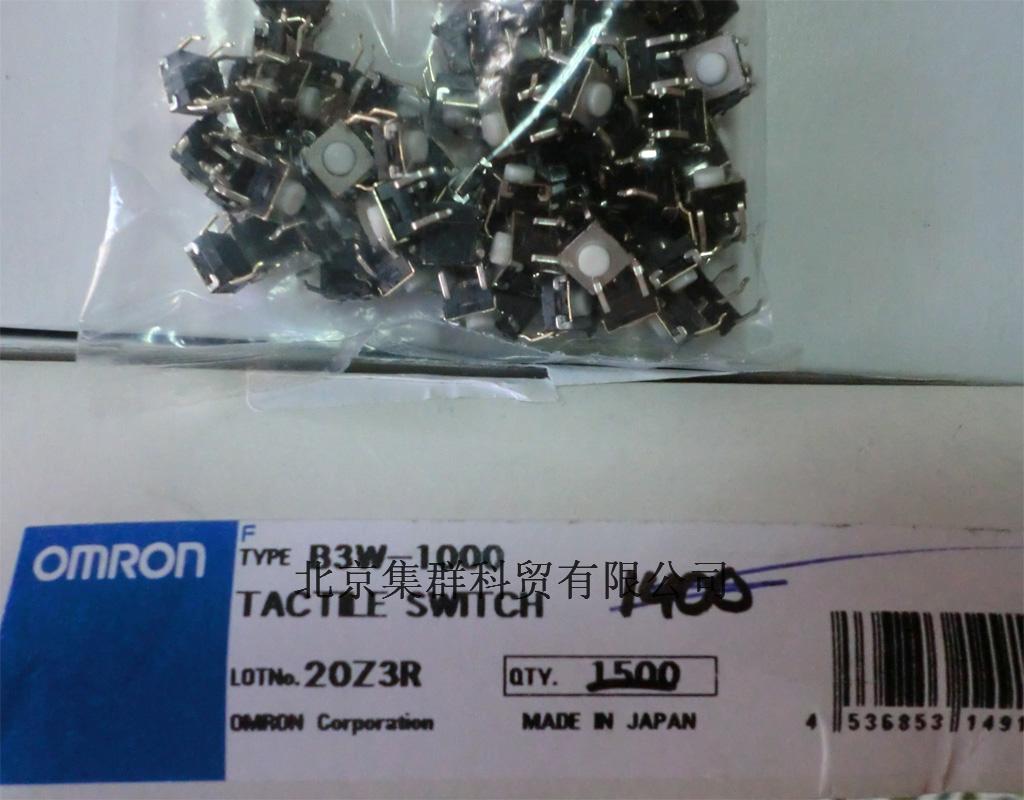 OMRON
F
TYPE B3W-1000
北京集群科贸有限公司
TACTILE SWITCH 1400
LOTNo. 20Z3R QTY. 1500
OMRON Corporation MADE IN JAPAN
4 536853 1491